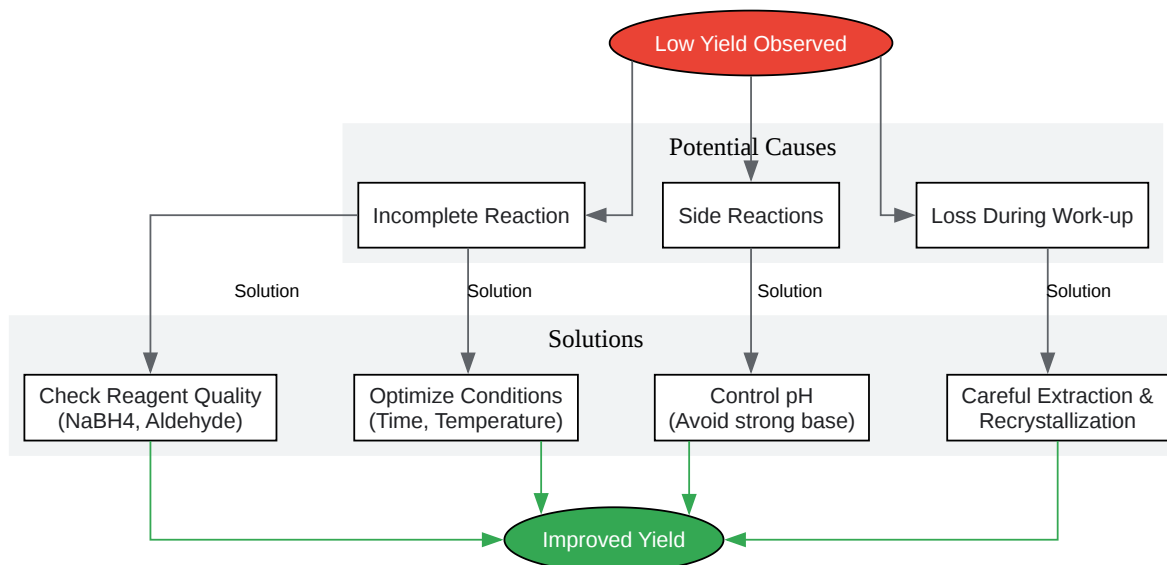 Low Yield Observed
Potential Causes
Incomplete Reaction
Side Reactions
Loss During Work-up
Solution
Solution
Solution
Solution
Solutions
Check Reagent Quality
(NaBH4, Aldehyde)
Optimize Conditions
(Time, Temperature)
Control pH
(Avoid strong base)
Careful Extraction &
Recrystallization
Improved Yield